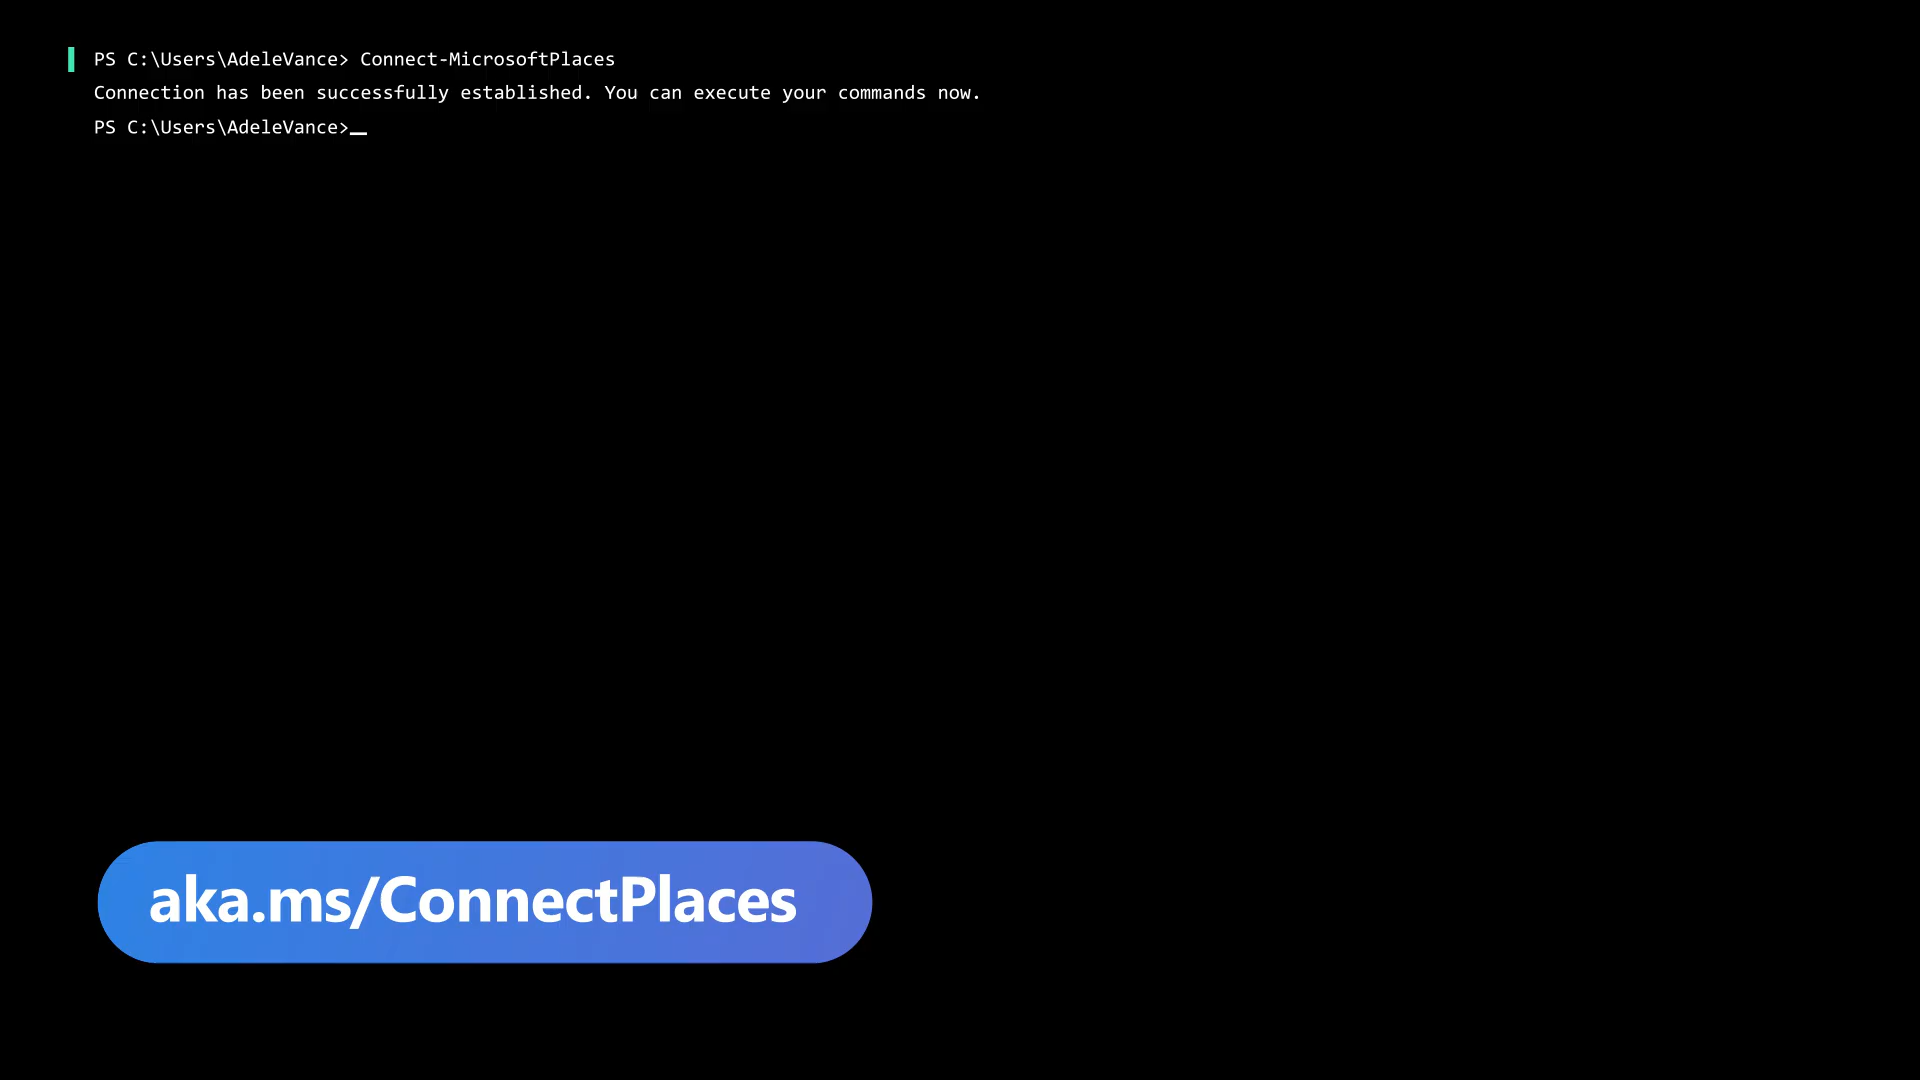 PS C:\Users\AdeleVance> Connect-MicrosoftPlaces
Connection has been successfully established. You can execute your commands now.
PS C:\Users\AdeleVance>_
aka.ms/ConnectPlaces